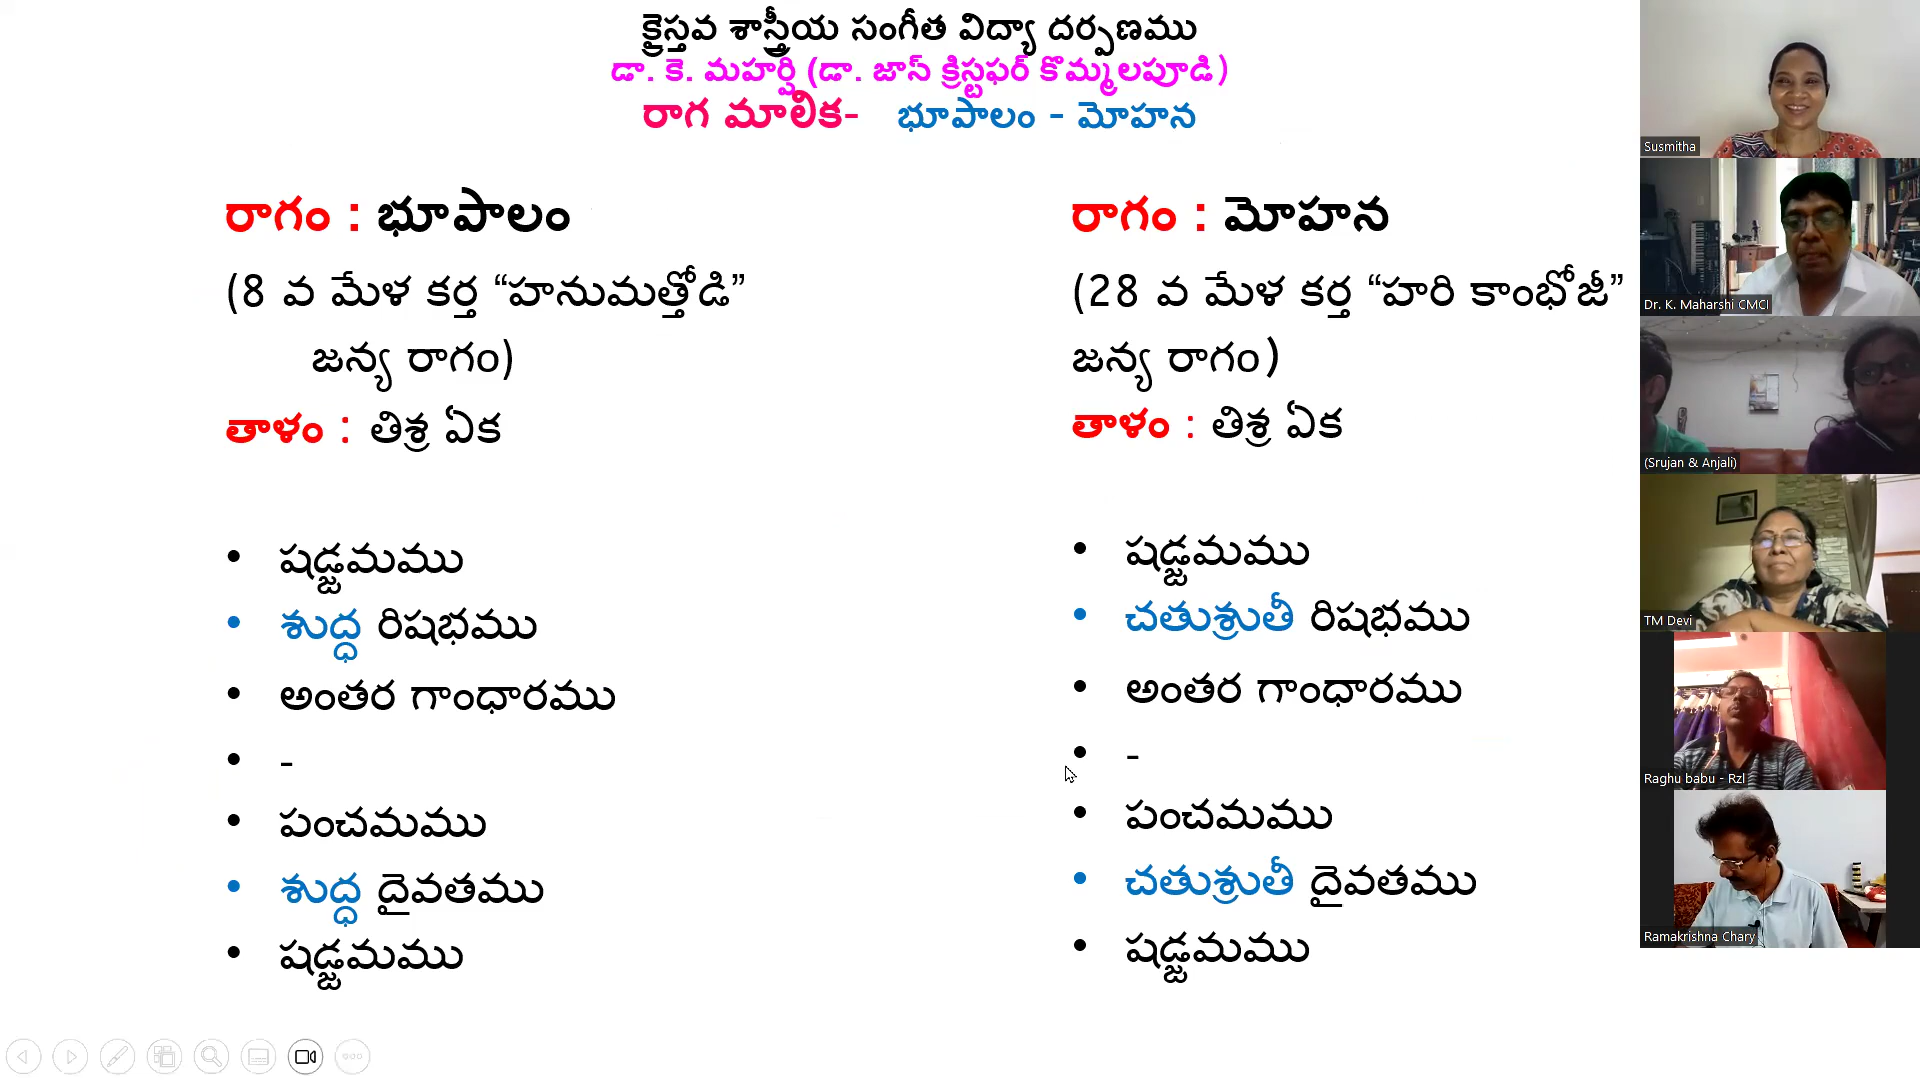 క్రైస్తవ శాస్త్రీయ సంగీత విద్యా దర్పణము
డా. కె. మహర్షి (డా. జాస్ క్రిస్టఫర్ కొమ్మలపూడి)
రాగ మాలిక- భూపాలం - మోహన
రాగం : భూపాలం
(8 వ మేళ కర్త “హనుమత్తోడి”
జన్య రాగం)
తాళం : తిశ్ర ఏక
• షడ్జమము
• శుద్ధ రిషభము
• అంతర గాంధారము
• -
• పంచమము
• శుద్ధ దైవతము
• షడ్జమము
రాగం : మోహన
(28 వ మేళ కర్త “హరి కాంభోజీ”
జన్య రాగం)
తాళం : తిశ్ర ఏక
• షడ్జమము
• చతుశ్రుతీ రిషభము
• అంతర గాంధారము
• -
• పంచమము
• చతుశ్రుతీ దైవతము
• షడ్జమము
Susmitha
Dr. K. Maharshi CMCI
(Srujan & Anjali)
TM Devi
Raghu babu - Rzl
Ramakrishna Chary